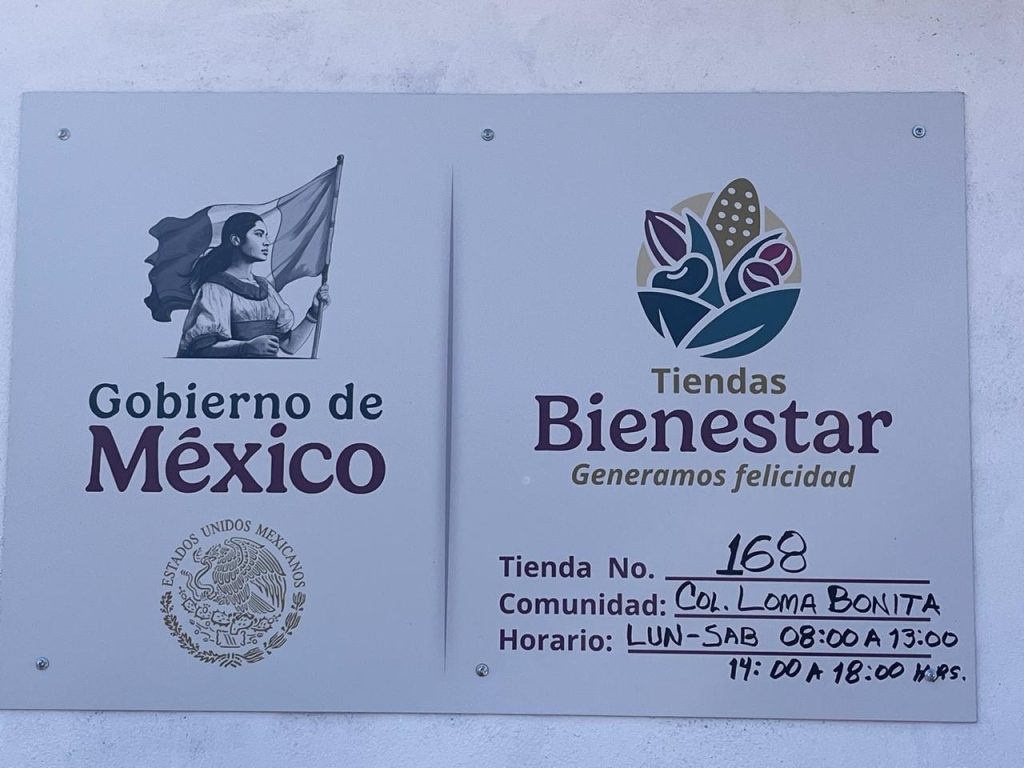 Gobierno de
México
ESTADOS UNIDOS MEXICANOS
Tiendas
Bienestar
Generamos felicidad
Tienda No. 168
Comunidad: COL. LOMA BONITA
Horario: LUN-SAB 08:00 A 13:00
14:00 A 18:00 HRS.